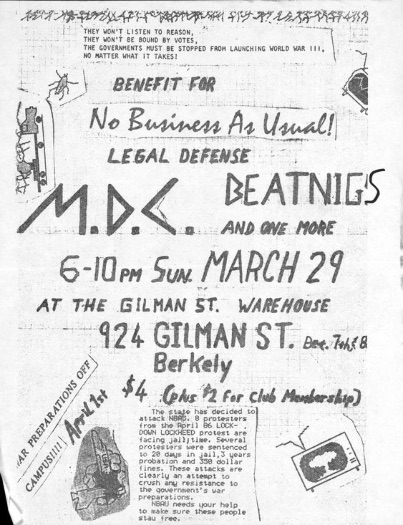 THEY WON'T LISTEN TO REASON,
THEY WON'T BE BOUND BY VOTES,
THE GOVERNMENTS MUST BE STOPPED FROM LAUNCHING WORLD WAR III,
NO MATTER WHAT IT TAKES!
BENEFIT FOR
No Business As Usual!
LEGAL DEFENSE
M.D.C. BEATNIGS
AND ONE MORE
6-10 PM SUN. MARCH 29
AT THE GILMAN ST. WAREHOUSE
924 GILMAN ST. Bet. 7th & 8
Berkely
$4 (plus $2 For Club Membership)
WAR PREPARATIONS OFF
CAMPUS!!!! April 1st
The state has decided to
attack NBAU. 8 protesters
from the April 86 LOCK-
DOWN LOCKHEED protest are
facing jailtime. Several
protesters were sentenced
to 20 days in jail, 3 years
probation and 350 dollar
fines. These attacks are
clearly an attempt to
crush any resistance to
the government's war
preparations.
NBAU needs your help
to make sure these people
stay free.